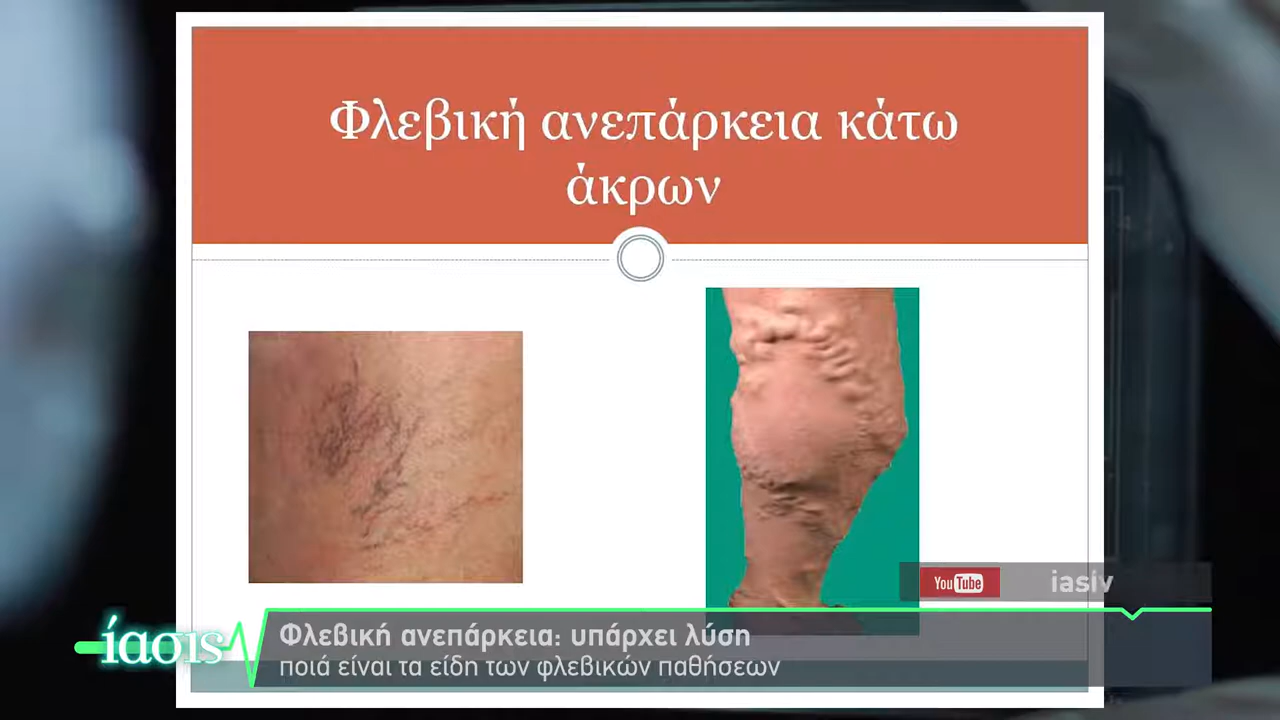 Φλεβική ανεπάρκεια κάτω
άκρων
YouTube iasiv
ίασις
Φλεβική ανεπάρκεια: υπάρχει λύση
ποιά είναι τα είδη των φλεβικών παθήσεων